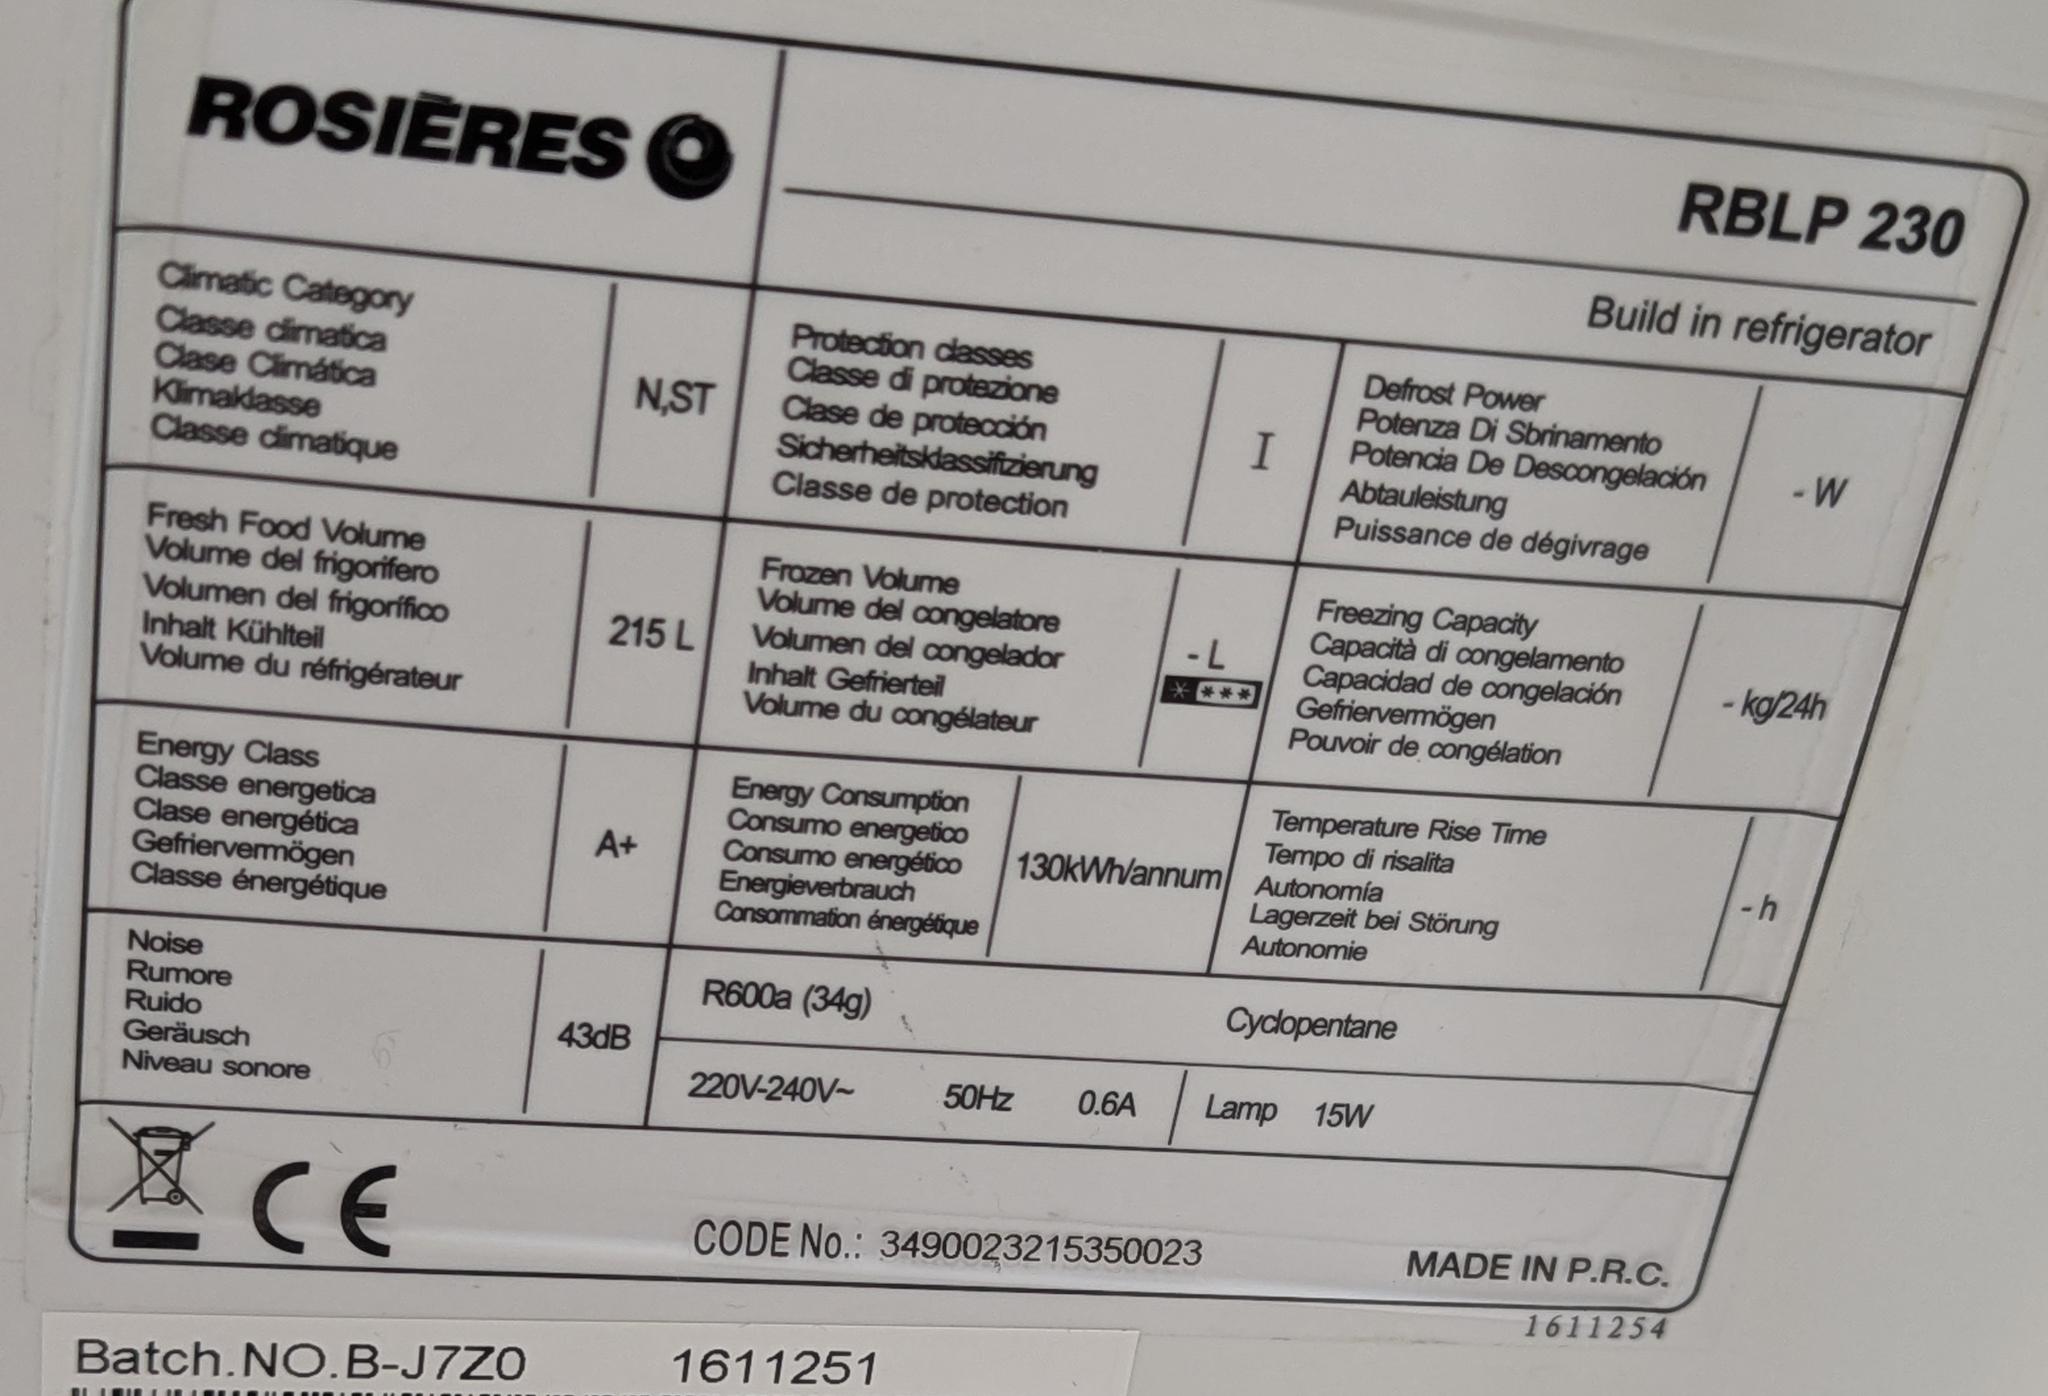 ROSIÈRES
RBLP 230
Build in refrigerator
Climatic Category
Classe climatica
Clase Climática
Klimaklasse
Classe climatique
N,ST
Protection classes
Classe di protezione
Clase de protección
Sicherheitsklassifizierung
Classe de protection
I
Defrost Power
Potenza Di Sbrinamento
Potencia De Descongelación
Abtauleistung
Puissance de dégivrage
- W
Fresh Food Volume
Volume del frigorifero
Volumen del frigorífico
Inhalt Kühlteil
Volume du réfrigérateur
215 L
Frozen Volume
Volume del congelatore
Volumen del congelador
Inhalt Gefrierteil
Volume du congélateur
- L
* ***
Freezing Capacity
Capacità di congelamento
Capacidad de congelación
Gefriervermögen
Pouvoir de congélation
- kg/24h
Energy Class
Classe energetica
Clase energética
Gefriervermögen
Classe énergétique
A+
Energy Consumption
Consumo energetico
Consumo energético
Energieverbrauch
Consommation énergétique
130kWh/annum
Temperature Rise Time
Tempo di risalita
Autonomía
Lagerzeit bei Störung
Autonomie
- h
Noise
Rumore
Ruido
Geräusch
Niveau sonore
43dB
R600a (34g) Cyclopentane
220V-240V~ 50Hz 0.6A Lamp 15W
CE
CODE No.: 3490023215350023
MADE IN P.R.C.
1611254
Batch.NO.B-J7Z0 1611251